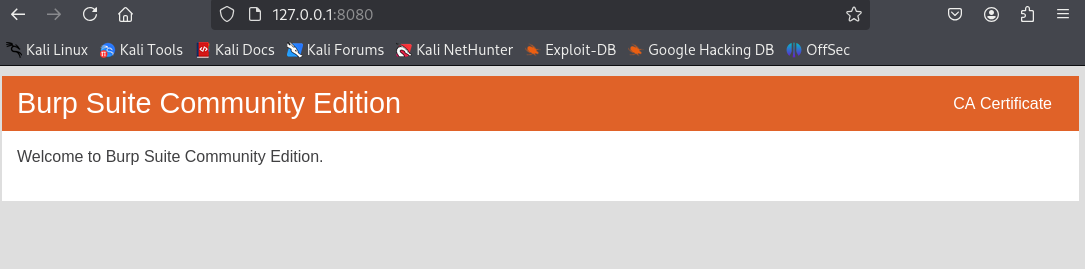 127.0.0.1:8080
Kali Linux Kali Tools Kali Docs Kali Forums Kali NetHunter Exploit-DB Google Hacking DB OffSec
Burp Suite Community Edition CA Certificate
Welcome to Burp Suite Community Edition.